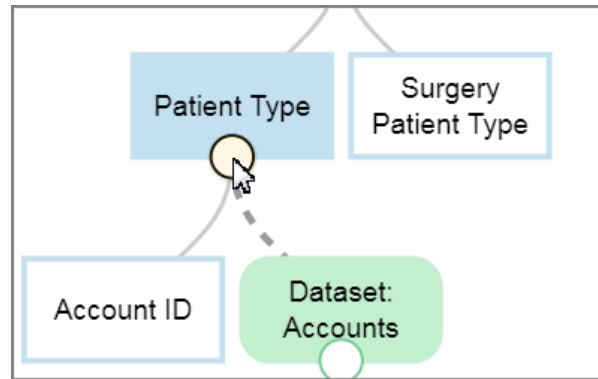 Patient Type
Surgery
Patient Type
Account ID
Dataset:
Accounts